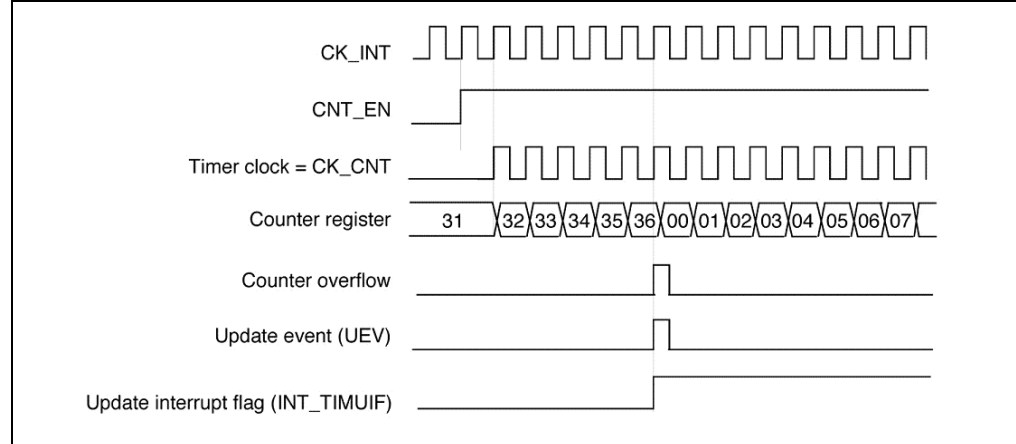 CK_INT
CNT_EN
Timer clock = CK_CNT
Counter register 31 32 33 34 35 36 00 01 02 03 04 05 06 07
Counter overflow
Update event (UEV)
Update interrupt flag (INT_TIMUIF)